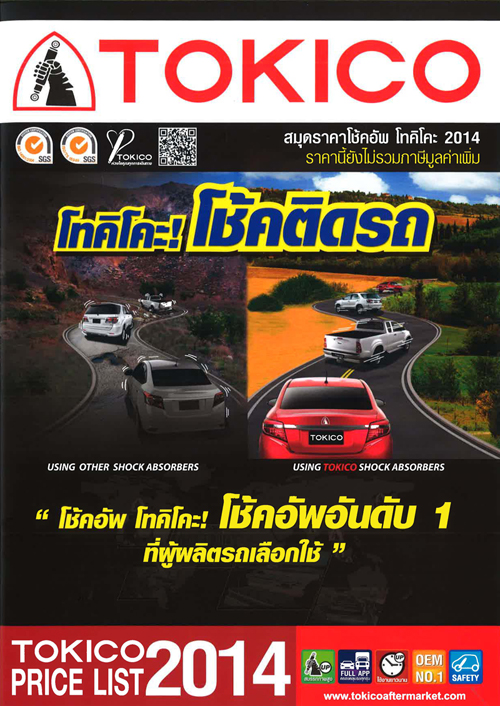 TOKICO
SGS
SGS
TOKICO
สมุดราคาโช้คอัพ โทคิโคะ 2014
ราคานี้ยังไม่รวมภาษีมูลค่าเพิ่ม
โทคิโคะ! โช้คติดรถ
TOKICO
USING OTHER SHOCK ABSORBERS
USING TOKICO SHOCK ABSORBERS
“ โช้คอัพ โทคิโคะ! โช้คอัพอันดับ 1
ที่ผู้ผลิตรถเลือกใช้ ”
TOKICO
PRICE LIST 2014
UP
FULL APP
UP
OEM
NO.1
SAFETY
www.tokicoaftermarket.com